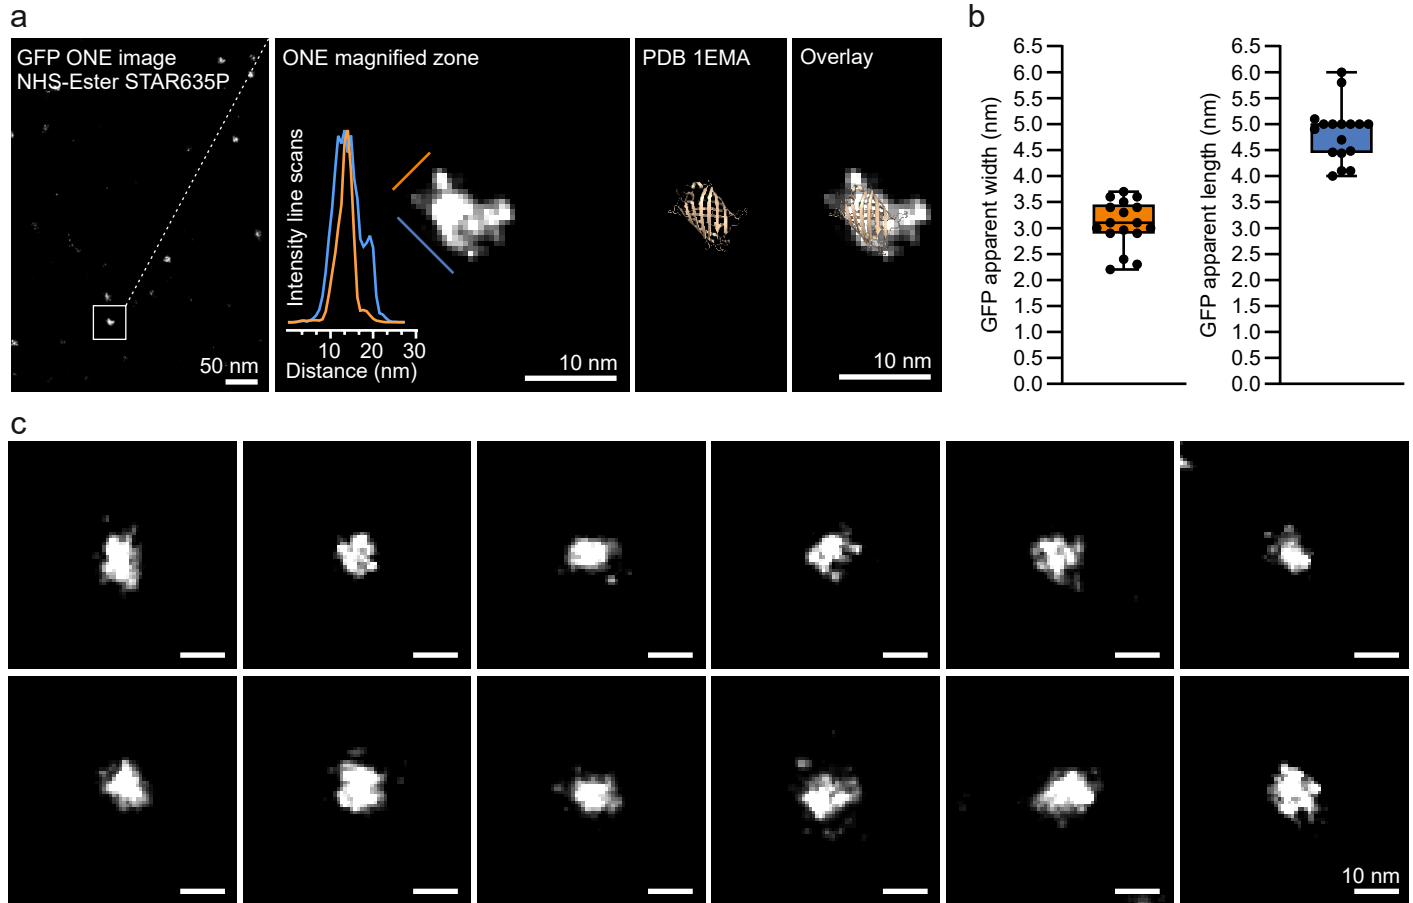 a
GFP ONE image
NHS-Ester STAR635P
50 nm
ONE magnified zone
Intensity line scans
10 20 30
Distance (nm)
10 nm
PDB 1EMA
Overlay
10 nm
b
GFP apparent width (nm)
6.5
6.0
5.5
5.0
4.5
4.0
3.5
3.0
2.5
2.0
1.5
1.0
0.5
0.0
GFP apparent length (nm)
6.5
6.0
5.5
5.0
4.5
4.0
3.5
3.0
2.5
2.0
1.5
1.0
0.5
0.0
c
10 nm